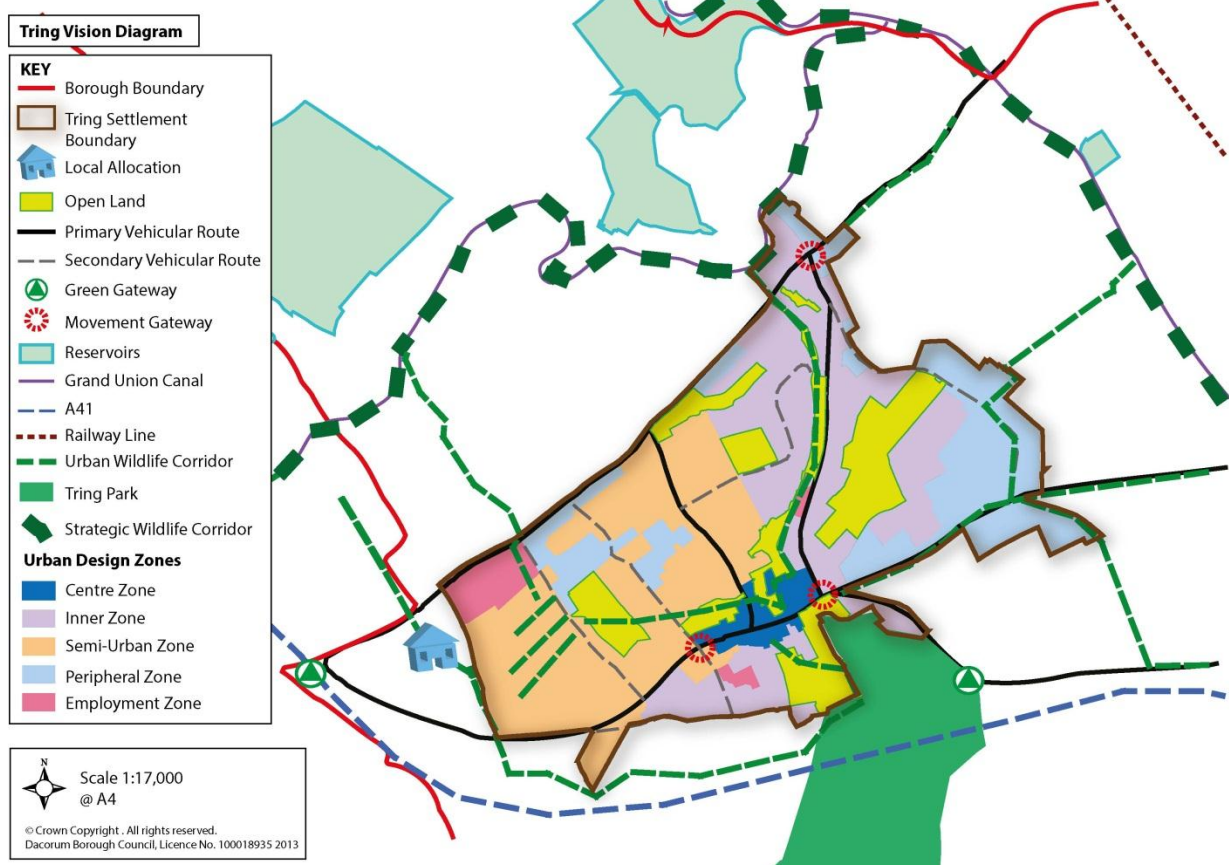 Tring Vision Diagram
KEY
Borough Boundary
Tring Settlement
Boundary
Local Allocation
Open Land
Primary Vehicular Route
Secondary Vehicular Route
Green Gateway
Movement Gateway
Reservoirs
Grand Union Canal
A41
Railway Line
Urban Wildlife Corridor
Tring Park
Strategic Wildlife Corridor
Urban Design Zones
Centre Zone
Inner Zone
Semi-Urban Zone
Peripheral Zone
Employment Zone
N
Scale 1:17,000
@ A4
© Crown Copyright . All rights reserved.
Dacorum Borough Council, Licence No. 100018935 2013